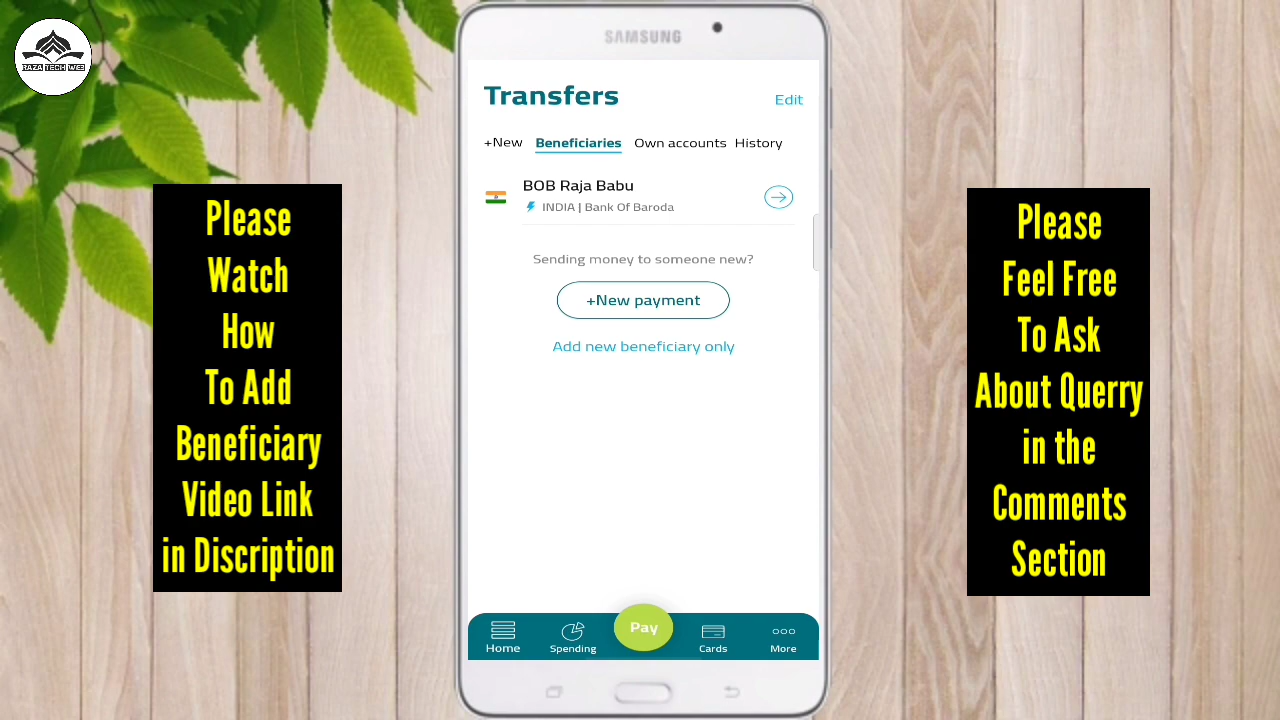 RAZA TECH WEB
Please
Watch
How
To Add
Beneficiary
Video Link
in Discription
SAMSUNG
Transfers
Edit
+New Beneficiaries Own accounts History
BOB Raja Babu
INDIA | Bank Of Baroda
Sending money to someone new?
+New payment
Add new beneficiary only
Home Spending Pay Cards More
Please
Feel Free
To Ask
About Querry
in the
Comments
Section